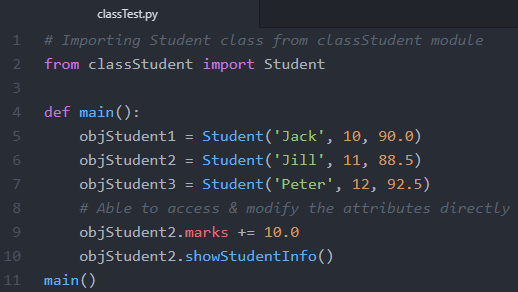 classTest.py
1 # Importing Student class from classStudent module
2 from classStudent import Student
3
4 def main():
5     objStudent1 = Student('Jack', 10, 90.0)
6     objStudent2 = Student('Jill', 11, 88.5)
7     objStudent3 = Student('Peter', 12, 92.5)
8     # Able to access & modify the attributes directly
9     objStudent2.marks += 10.0
10     objStudent2.showStudentInfo()
11 main()